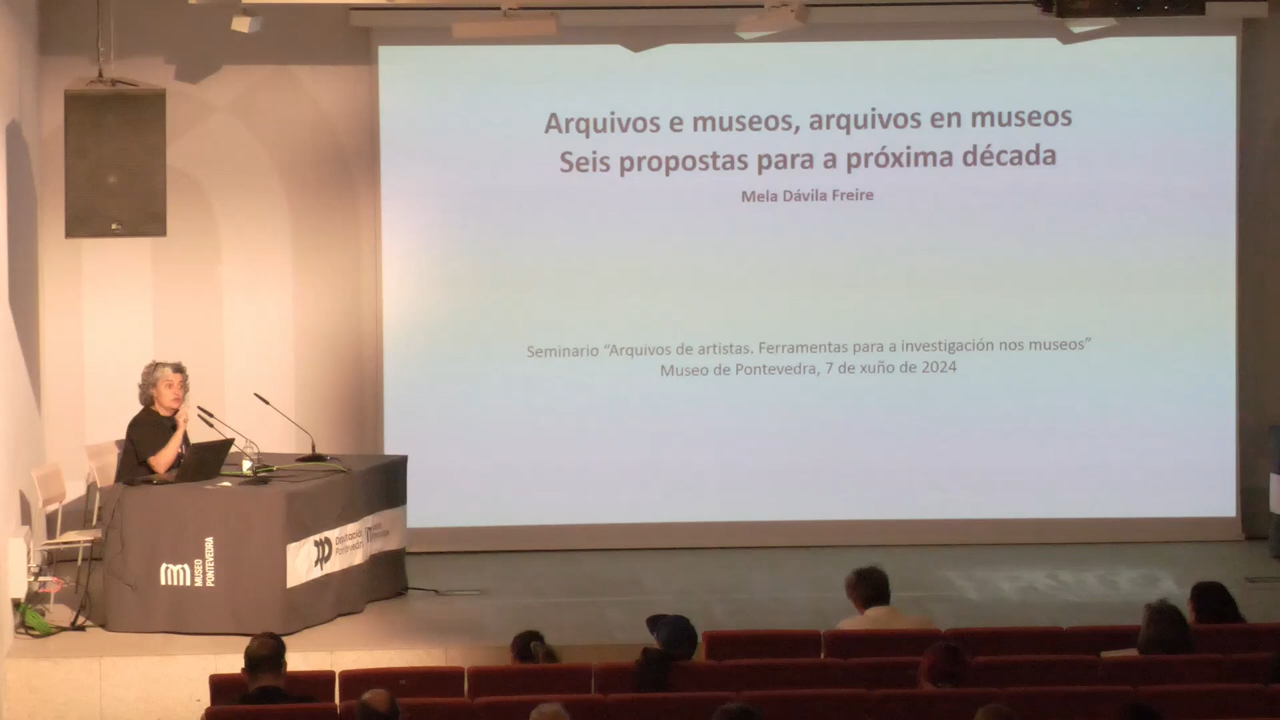 Arquivos e museos, arquivos en museos
Seis propostas para a próxima década
Mela Dávila Freire
Seminario “Arquivos de artistas. Ferramentas para a investigación nos museos”
Museo de Pontevedra, 7 de xuño de 2024
MUSEO
PONTEVEDRA
Deputación
Pontevedra